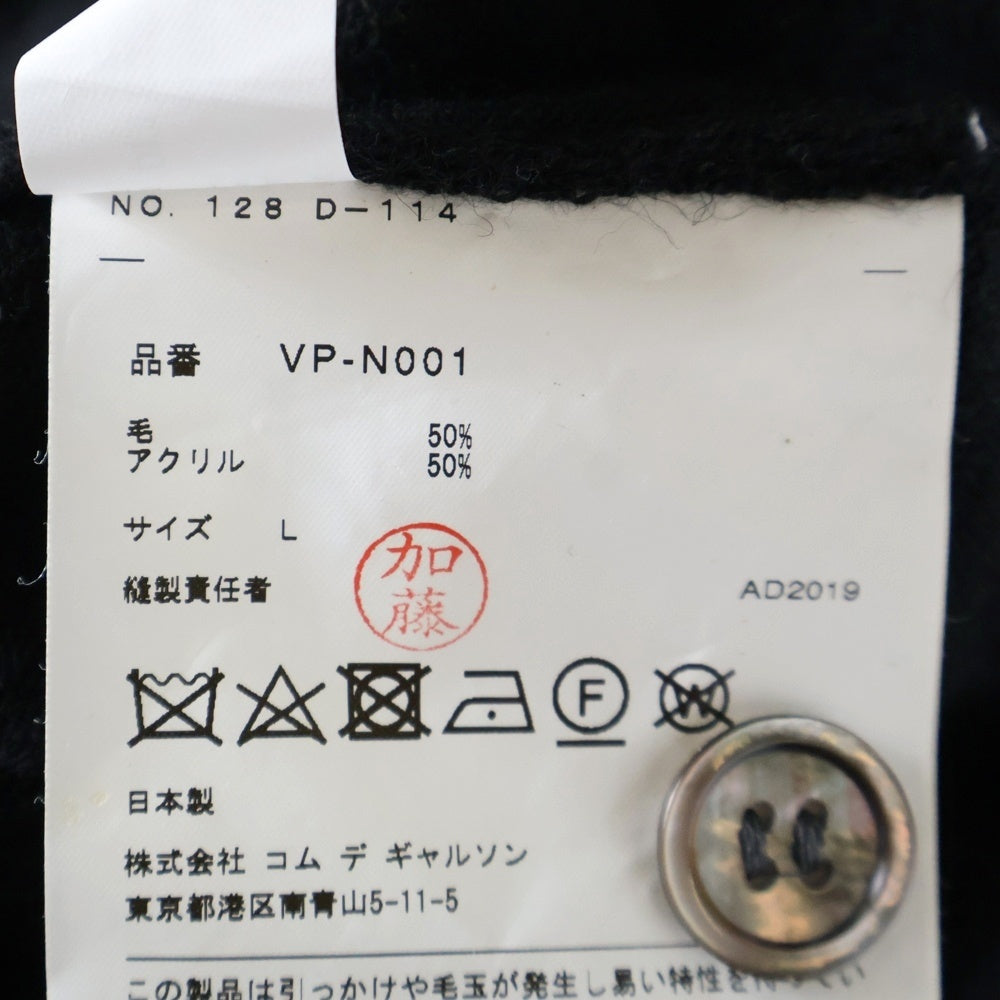 NO. 128 D-114
品番 VP-N001
毛 50%
アクリル 50%
サイズ L
縫製責任者 加藤 AD2019
F W
日本製
株式会社 コム デ ギャルソン
東京都港区南青山5-11-5
この製品は引っかけや毛玉が発生し易い特性を